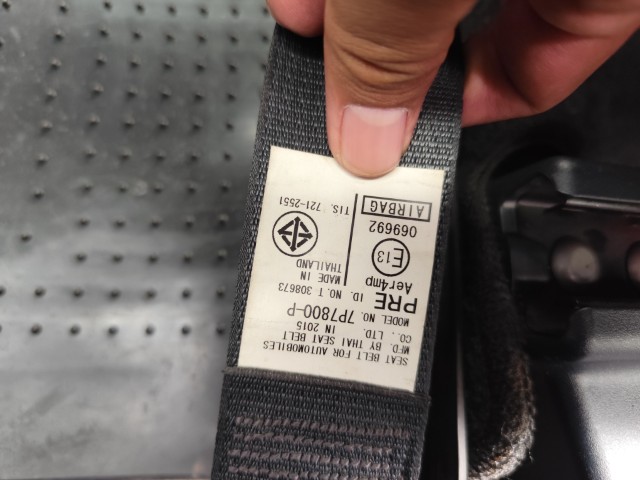 SEAT BELT FOR AUTOMOBILES
MFD. BY THAI SEAT BELT
CO., LTD. IN 2015
MODEL NO. 7P7800-P
PRE ID. NO. T 308673
Aer4mp
MADE IN
THAILAND
E13
069692
AIRBAG
TIS. 721-2551